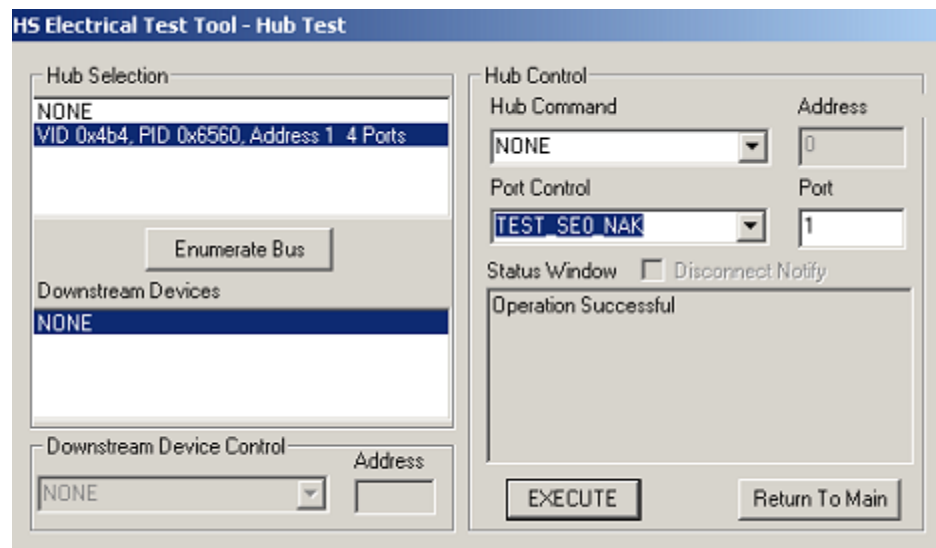 HS Electrical Test Tool - Hub Test
Hub Selection
NONE
VID 0x4b4, PID 0x6560, Address 1 4 Ports
Enumerate Bus
Downstream Devices
NONE
Downstream Device Control
Address
NONE
Hub Control
Hub Command
Address
NONE
0
Port Control
Port
TEST_SE0_NAK
1
Status Window
Disconnect Notify
Operation Successful
EXECUTE
Return To Main